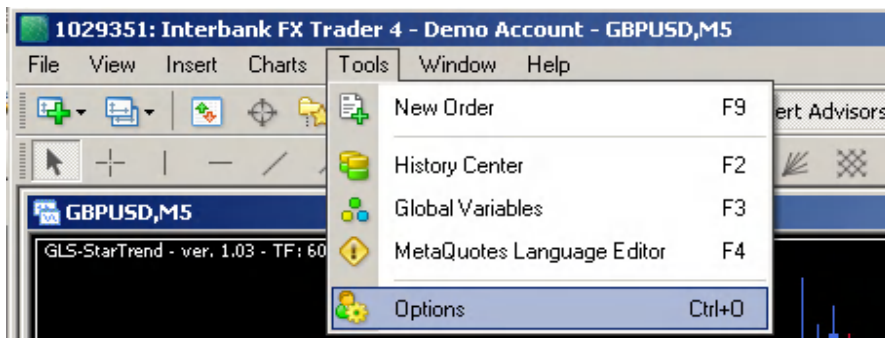 1029351: Interbank FX Trader 4 - Demo Account - GBPUSD,M5
File View Insert Charts Tools Window Help
New Order F9
ert Advisors
History Center F2
GBPUSD,M5
Global Variables F3
GLS-StarTrend - ver. 1.03 - TF: 60
MetaQuotes Language Editor F4
Options Ctrl+O